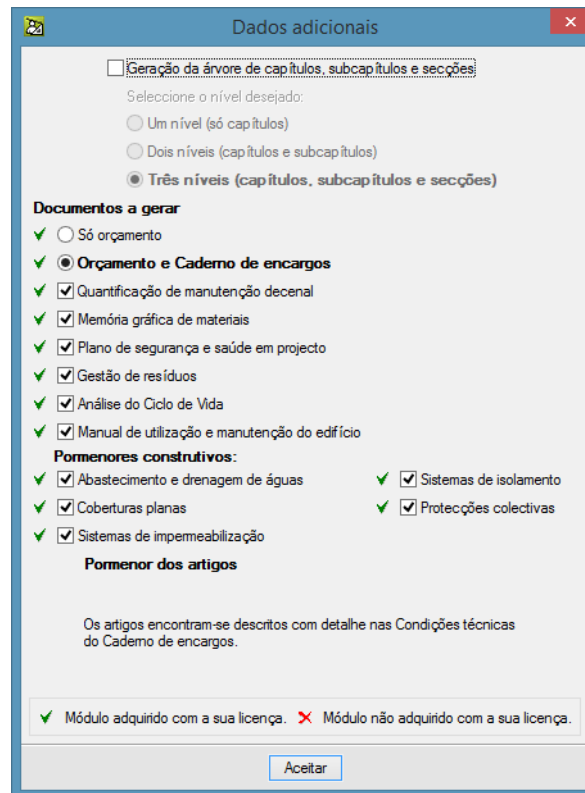 Dados adicionais
Geração da árvore de capítulos, subcapítulos e secções
Seleccione o nível desejado:
Um nível (só capítulos)
Dois níveis (capítulos e subcapítulos)
Três níveis (capítulos, subcapítulos e secções)
Documentos a gerar
Só orçamento
Orçamento e Caderno de encargos
Quantificação de manutenção decenal
Memória gráfica de materiais
Plano de segurança e saúde em projecto
Gestão de resíduos
Análise do Ciclo de Vida
Manual de utilização e manutenção do edifício
Pormenores construtivos:
Abastecimento e drenagem de águas Sistemas de isolamento
Coberturas planas Protecções colectivas
Sistemas de impermeabilização
Pormenor dos artigos
Os artigos encontram-se descritos com detalhe nas Condições técnicas
do Caderno de encargos.
Módulo adquirido com a sua licença. Módulo não adquirido com a sua licença.
Aceitar